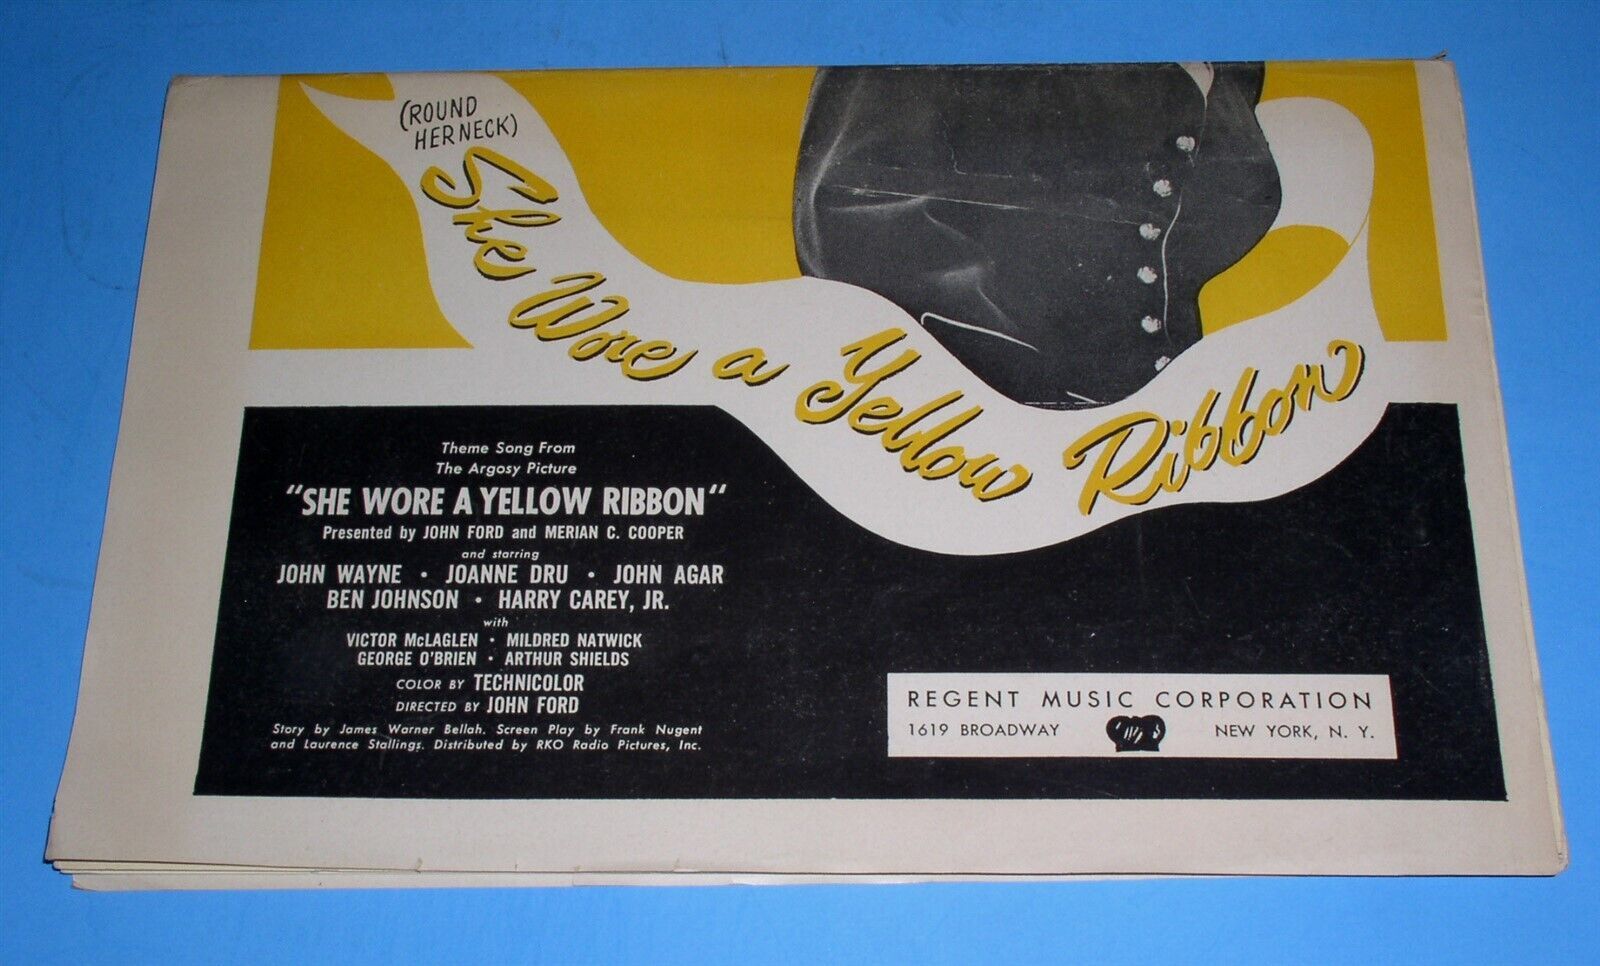 (ROUND
HER NECK)
She Wore a Yellow Ribbon
Theme Song From
The Argosy Picture
"SHE WORE A YELLOW RIBBON"
Presented by JOHN FORD and MERIAN C. COOPER
and starring
JOHN WAYNE • JOANNE DRU • JOHN AGAR
BEN JOHNSON • HARRY CAREY, JR.
with
VICTOR McLAGLEN • MILDRED NATWICK
GEORGE O'BRIEN • ARTHUR SHIELDS
COLOR BY TECHNICOLOR
DIRECTED BY JOHN FORD
Story by James Warner Bellah. Screen Play by Frank Nugent
and Laurence Stallings. Distributed by RKO Radio Pictures, Inc.
REGENT MUSIC CORPORATION
1619 BROADWAY NEW YORK, N. Y.